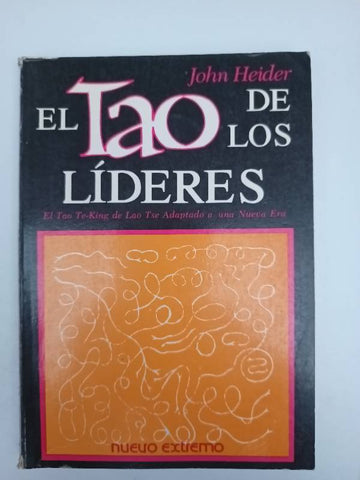 John Heider
EL Tao DE
LOS
LÍDERES
El Tao Te-King de Lao Tse Adaptado a una Nueva Era
nuevo extremo